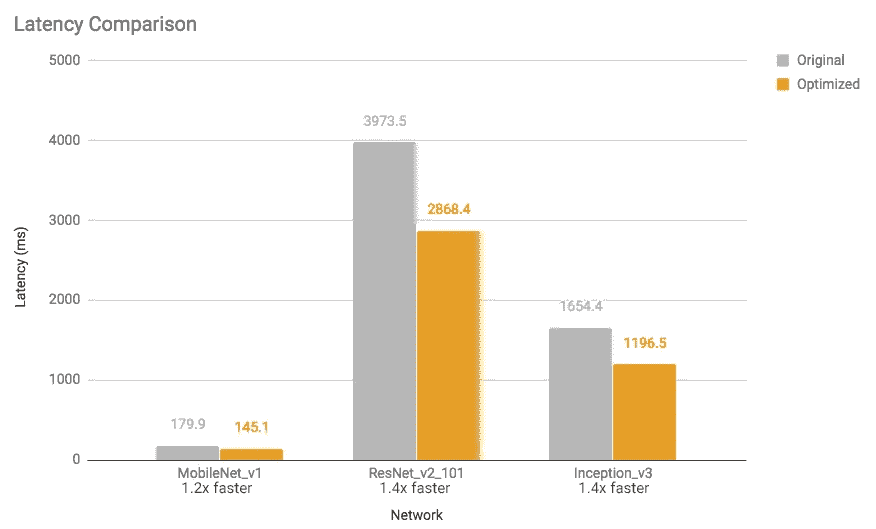 Latency Comparison
Original
Optimized
5000
4000
3000
2000
1000
0
Latency (ms)
179.9
145.1
3973.5
2868.4
1654.4
1196.5
MobileNet_v1
1.2x faster
ResNet_v2_101
1.4x faster
Inception_v3
1.4x faster
Network